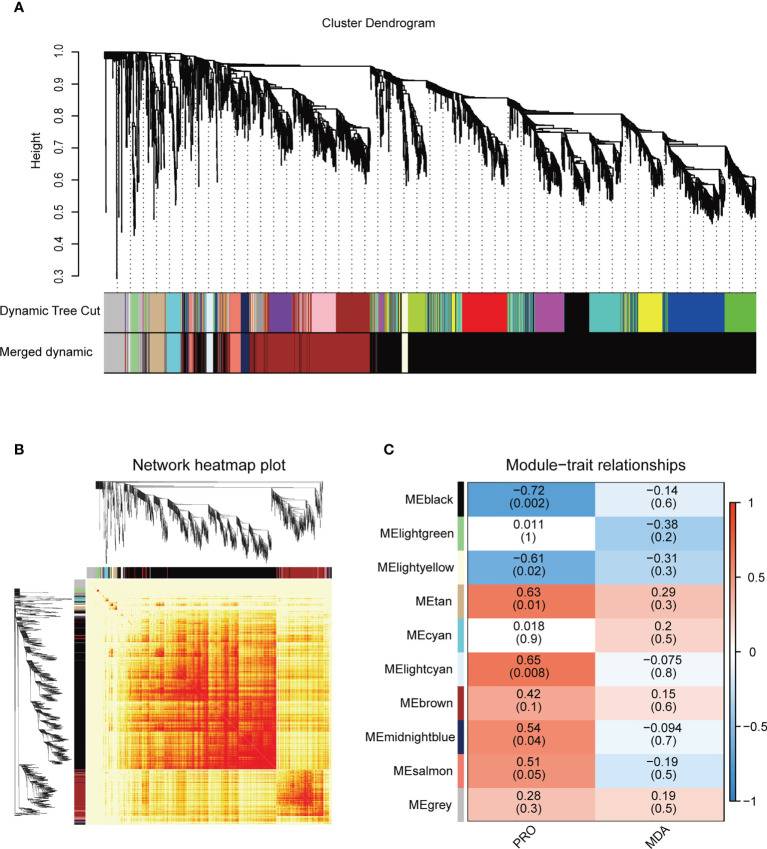 A
Cluster Dendrogram
Height
1.0
0.9
0.8
0.7
0.6
0.5
0.4
0.3
Dynamic Tree Cut
Merged dynamic
B
Network heatmap plot
C
Module−trait relationships
MEblack −0.72 −0.14
(0.002) (0.6)
MElightgreen 0.011 −0.38
(1) (0.2)
MElightyellow −0.61 −0.31
(0.02) (0.3)
MEtan 0.63 0.29
(0.01) (0.3)
MEcyan 0.018 0.2
(0.9) (0.5)
MElightcyan 0.65 −0.075
(0.008) (0.8)
MEbrown 0.42 0.15
(0.1) (0.6)
MEmidnightblue 0.54 −0.094
(0.04) (0.7)
MEsalmon 0.51 −0.19
(0.05) (0.5)
MEgrey 0.28 0.19
(0.3) (0.5)
PRO MDA
1
0.5
0
−0.5
−1